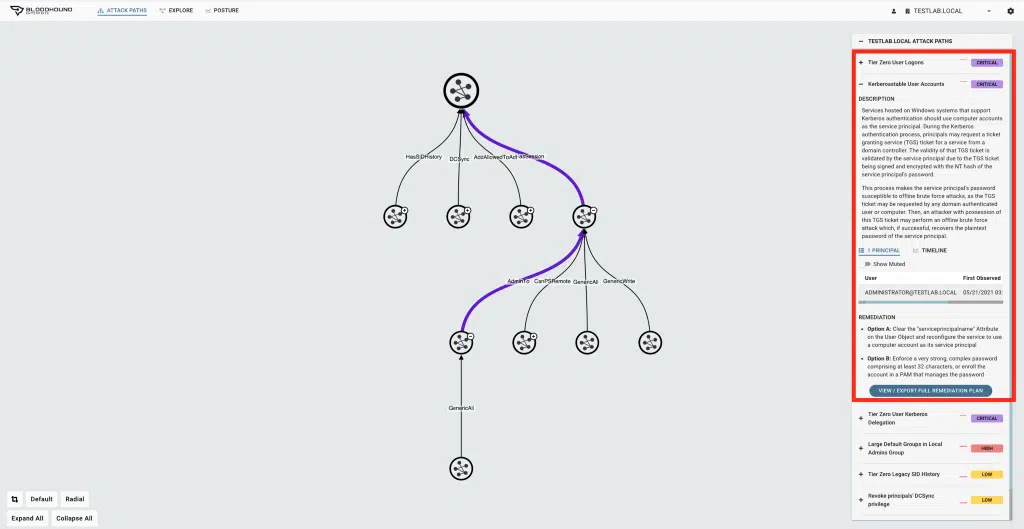 BLOODHOUND
ATTACK PATHS
EXPLORE
POSTURE
TESTLAB.LOCAL
HasSIDHistory
DCSync
AddAllowedToAct
AdminTo
CanPSRemote
GenericAll
GenericWrite
GenericAll
Default
Radial
Expand All
Collapse All
TESTLAB.LOCAL ATTACK PATHS
Tier Zero User Logons
CRITICAL
Kerberoastable User Accounts
CRITICAL
DESCRIPTION
Services hosted on Windows systems that support
Kerberos authentication should use computer accounts
as the service principal. During the Kerberos
authentication process, principals may request a ticket
granting service (TGS) ticket for a service from a
domain controller. The validity of that TGS ticket is
validated by the service principal due to the TGS ticket
being signed and encrypted with the NT hash of the
service principal's password.
This process makes the service principal's password
susceptible to offline brute force attacks, as the TGS
ticket may be requested by any domain authenticated
user or computer. Then, an attacker with possession of
this TGS ticket may perform an offline brute force
attack which, if successful, recovers the plaintext
password of the service principal.
1 PRINCIPAL
TIMELINE
Show Muted
User
First Observed
ADMINISTRATOR@TESTLAB.LOCAL
05/21/2021 03:
REMEDIATION
• Option A: Clear the "serviceprincipalname" Attribute
on the User Object and reconfigure the service to use
a computer account as its service principal
• Option B: Enforce a very strong, complex password
comprising at least 32 characters, or enroll the
account in a PAM that manages the password
VIEW / EXPORT FULL REMEDIATION PLAN
Tier Zero User Kerberos
Delegation
CRITICAL
Large Default Groups in Local
Admins Group
HIGH
Tier Zero Legacy SID History
LOW
Revoke principals' DCSync
privilege
LOW